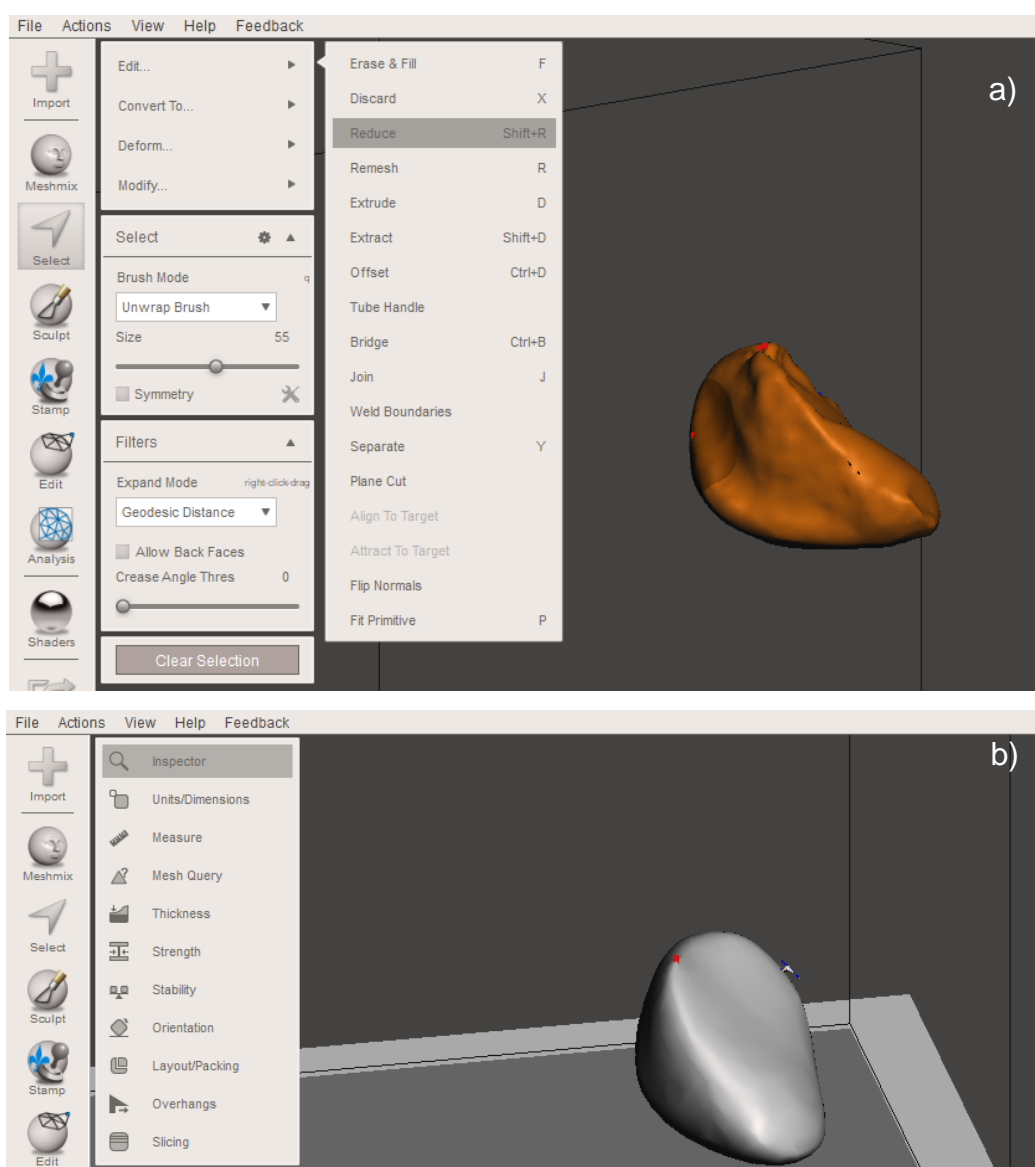 File Actions View Help Feedback
a)
Import
Meshmix
Select
Sculpt
Stamp
Edit
Analysis
Shaders
Edit...
Convert To...
Deform...
Modify...
Select
Brush Mode q
Unwrap Brush
Size 55
Symmetry
Filters
Expand Mode right-click-drag
Geodesic Distance
Allow Back Faces
Crease Angle Thres 0
Clear Selection
Erase & Fill F
Discard X
Reduce Shift+R
Remesh R
Extrude D
Extract Shift+D
Offset Ctrl+D
Tube Handle
Bridge Ctrl+B
Join J
Weld Boundaries
Separate Y
Plane Cut
Align To Target
Attract To Target
Flip Normals
Fit Primitive P
File Actions View Help Feedback
b)
Import
Meshmix
Select
Sculpt
Stamp
Edit
Inspector
Units/Dimensions
Measure
Mesh Query
Thickness
Strength
Stability
Orientation
Layout/Packing
Overhangs
Slicing